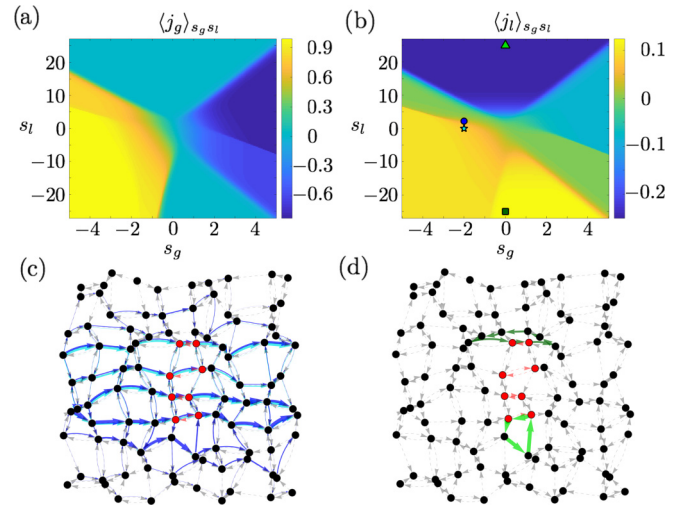 (a) ⟨j_g⟩_{s_g s_l}
0.9
0.6
0.3
0
−0.3
−0.6
20
10
0
−10
−20
s_l
−4 −2 0 2 4
s_g
(b) ⟨j_l⟩_{s_g s_l}
0.1
0
−0.1
−0.2
20
10
0
−10
−20
s_l
−4 −2 0 2 4
s_g
(c)
(d)